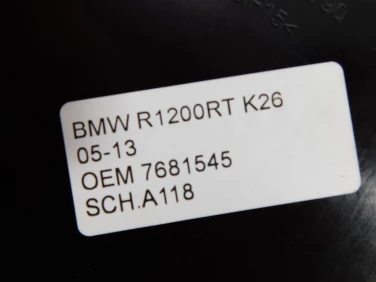 BMW R1200RT K26
05-13
OEM 7681545
SCH.A118